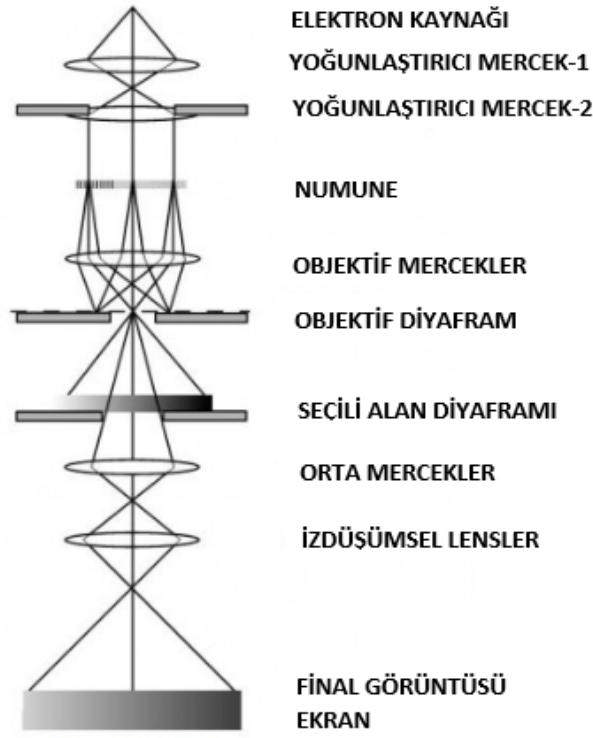 ELEKTRON KAYNAĞI
YOĞUNLAŞTIRICI MERCEK-1
YOĞUNLAŞTIRICI MERCEK-2
NUMUNE
OBJEKTİF MERCEKLER
OBJEKTİF DİYAFRAM
SEÇİLİ ALAN DİYAFRAMI
ORTA MERCEKLER
İZDÜŞÜMSEL LENSLER
FİNAL GÖRÜNTÜSÜ
EKRAN